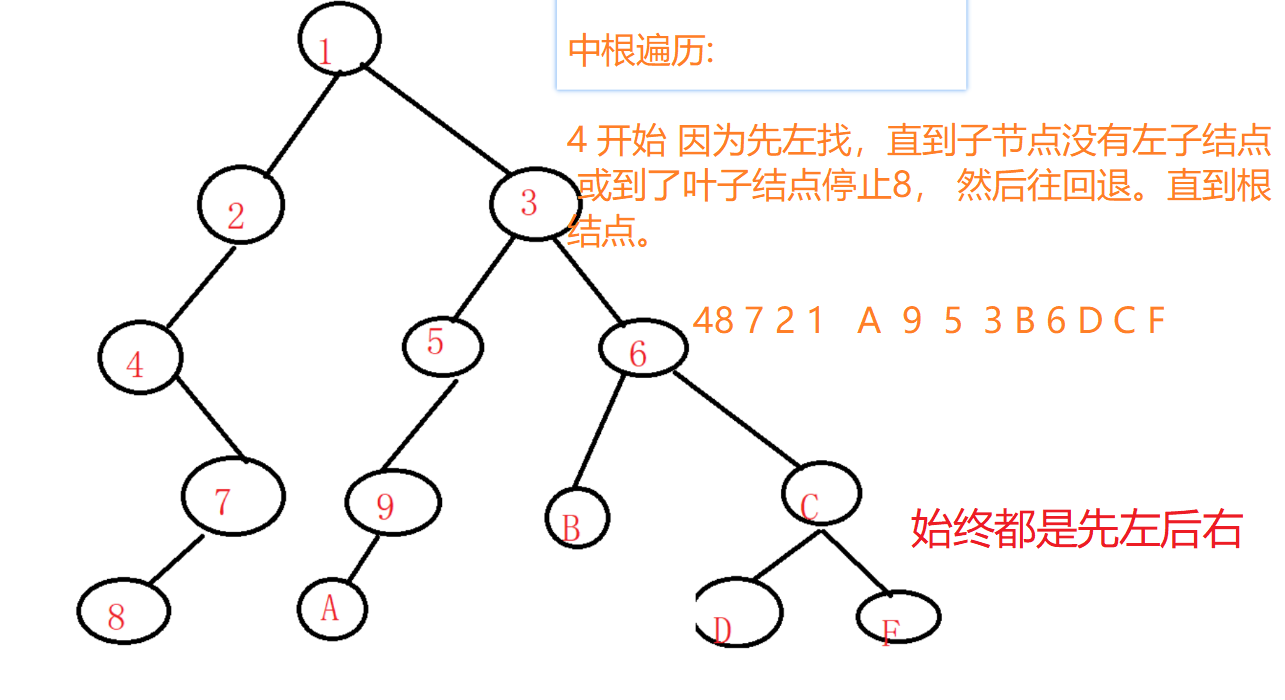 1
中根遍历:
4 开始 因为先左找，直到子节点没有左子结点
或到了叶子结点停止8， 然后往回退。直到根
结点。
2
3
48 7 2 1 A 9 5 3 B 6 D C F
4
5
6
7
9
B
C
始终都是先左后右
8
A
D
F